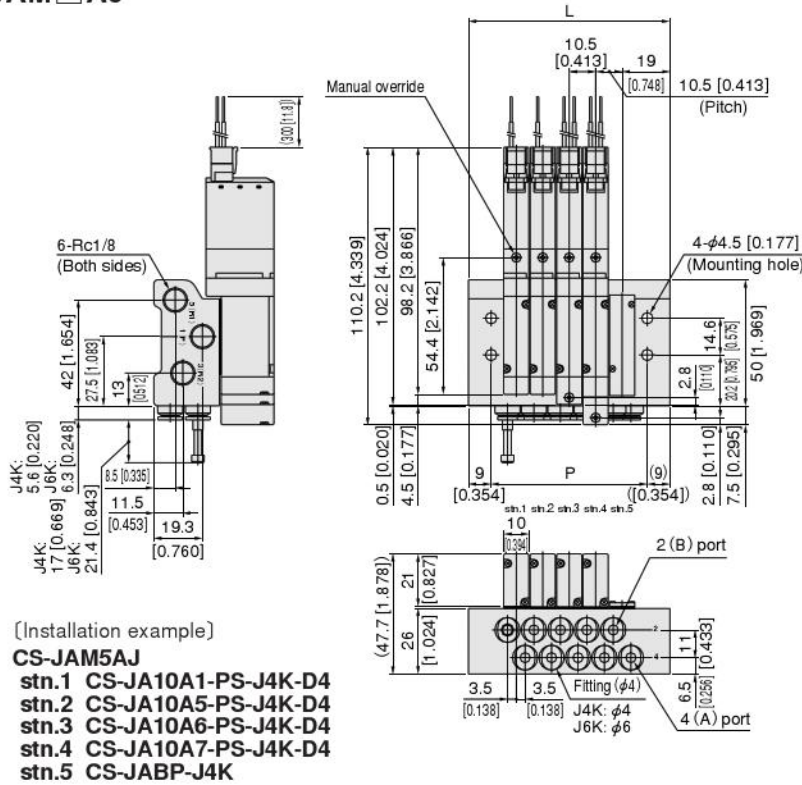 L
10.5
[0.413]
19
[0.748]
10.5 [0.413]
(Pitch)
Manual override
(300 [11.8])
6-Rc1/8
(Both sides)
4-φ4.5 [0.177]
(Mounting hole)
110.2 [4.339]
102.2 [4.024]
98.2 [3.866]
54.4 [2.142]
42 [1.654]
27.5 [1.083]
13
[0.512]
5(R1)
1(P)
3(R2)
14.6
[0.575]
50 [1.969]
20.2 [0.795]
2.8
[0.110]
J4K:
5.6 [0.220]
J6K:
6.3 [0.248]
J4K:
17 [0.669]
J6K:
21.4 [0.843]
8.5 [0.335]
11.5
[0.453]
19.3
[0.760]
0.5 [0.020]
4.5 [0.177]
9
[0.354]
P
(9)
([0.354])
2.8 [0.110]
7.5 [0.295]
stn.1 stn.2 stn.3 stn.4 stn.5
10
[0.394]
2 (B) port
(47.7 [1.878])
21
[0.827]
26
[1.024]
2
4
11
[0.433]
6.5
[0.256]
3.5
[0.138]
3.5
[0.138]
Fitting (φ4)
J4K: φ4
J6K: φ6
4 (A) port
〔Installation example〕
CS-JAM5AJ
stn.1 CS-JA10A1-PS-J4K-D4
stn.2 CS-JA10A5-PS-J4K-D4
stn.3 CS-JA10A6-PS-J4K-D4
stn.4 CS-JA10A7-PS-J4K-D4
stn.5 CS-JABP-J4K